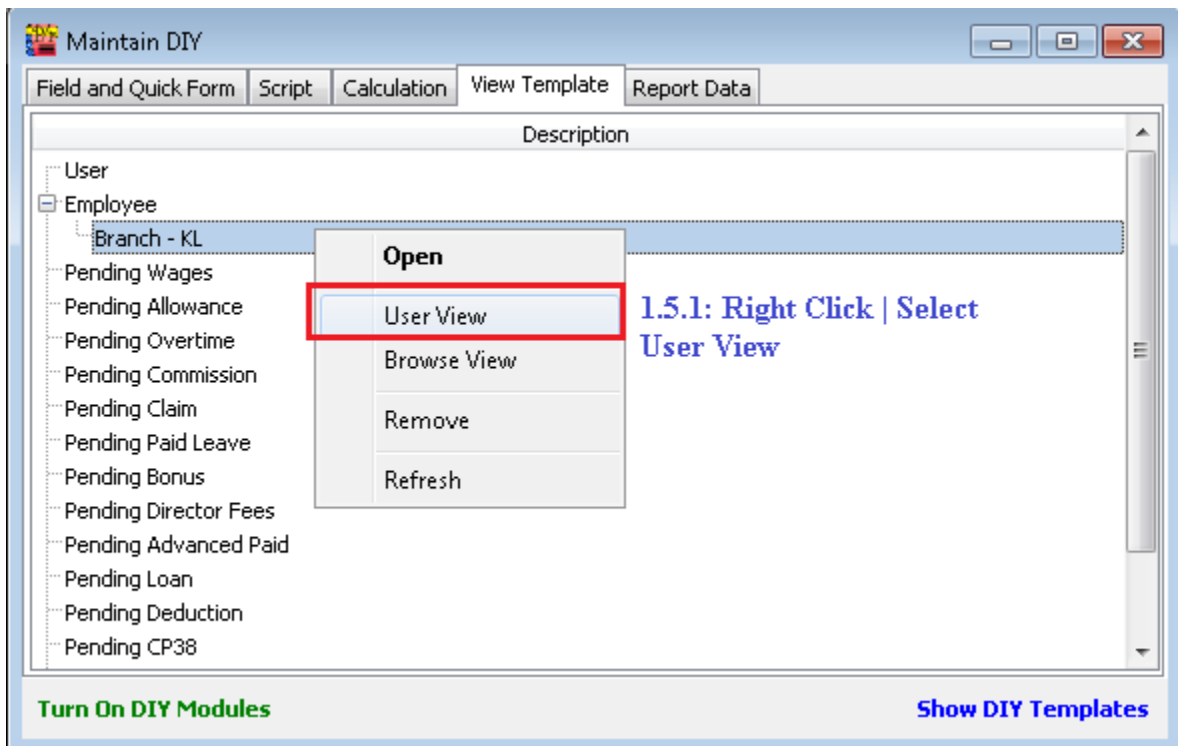 Maintain DIY
Field and Quick Form Script Calculation View Template Report Data
Description
User
Employee
Branch - KL
Open
Pending Wages
Pending Allowance
User View
1.5.1: Right Click | Select
User View
Pending Overtime
Browse View
Pending Commission
Pending Claim
Remove
Pending Paid Leave
Pending Bonus
Refresh
Pending Director Fees
Pending Advanced Paid
Pending Loan
Pending Deduction
Pending CP38
Turn On DIY Modules
Show DIY Templates